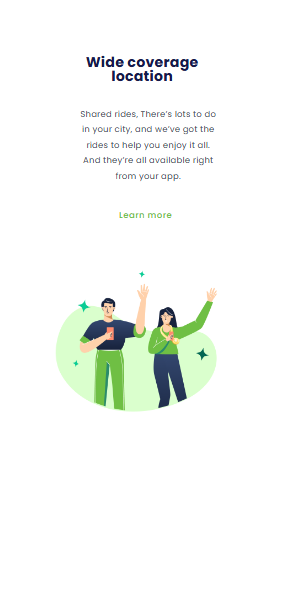 Wide coverage
location
Shared rides, There's lots to do
in your city, and we've got the
rides to help you enjoy it all.
And they're all available right
from your app.
Learn more